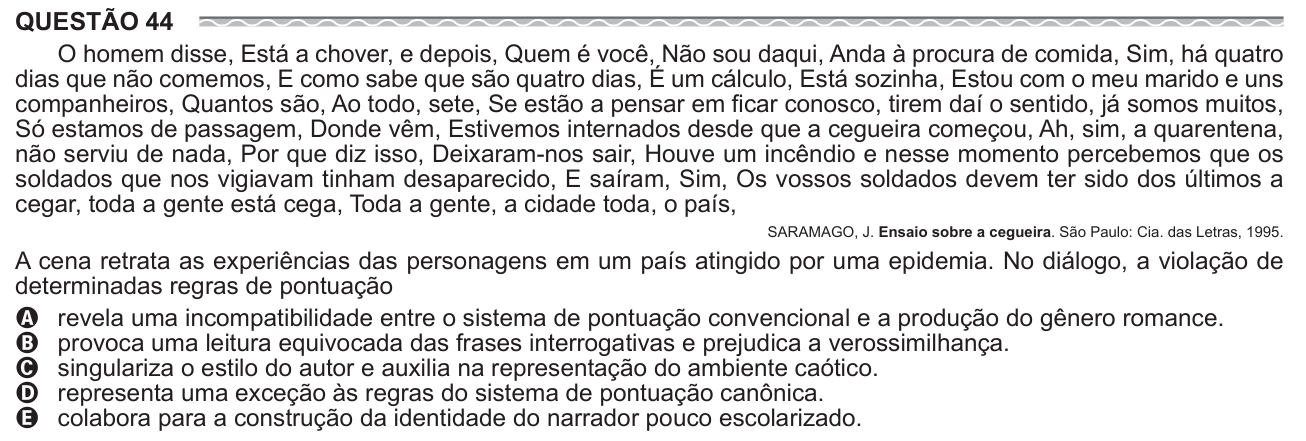 QUESTÃO 44
O homem disse, Está a chover, e depois, Quem é você, Não sou daqui, Anda à procura de comida, Sim, há quatro
dias que não comemos, E como sabe que são quatro dias, É um cálculo, Está sozinha, Estou com o meu marido e uns
companheiros, Quantos são, Ao todo, sete, Se estão a pensar em ficar conosco, tirem daí o sentido, já somos muitos,
Só estamos de passagem, Donde vêm, Estivemos internados desde que a cegueira começou, Ah, sim, a quarentena,
não serviu de nada, Por que diz isso, Deixaram-nos sair, Houve um incêndio e nesse momento percebemos que os
soldados que nos vigiavam tinham desaparecido, E saíram, Sim, Os vossos soldados devem ter sido dos últimos a
cegar, toda a gente está cega, Toda a gente, a cidade toda, o país,
SARAMAGO, J. Ensaio sobre a cegueira. São Paulo: Cia. das Letras, 1995.
A cena retrata as experiências das personagens em um país atingido por uma epidemia. No diálogo, a violação de
determinadas regras de pontuação
A revela uma incompatibilidade entre o sistema de pontuação convencional e a produção do gênero romance.
B provoca uma leitura equivocada das frases interrogativas e prejudica a verossimilhança.
C singulariza o estilo do autor e auxilia na representação do ambiente caótico.
D representa uma exceção às regras do sistema de pontuação canônica.
E colabora para a construção da identidade do narrador pouco escolarizado.